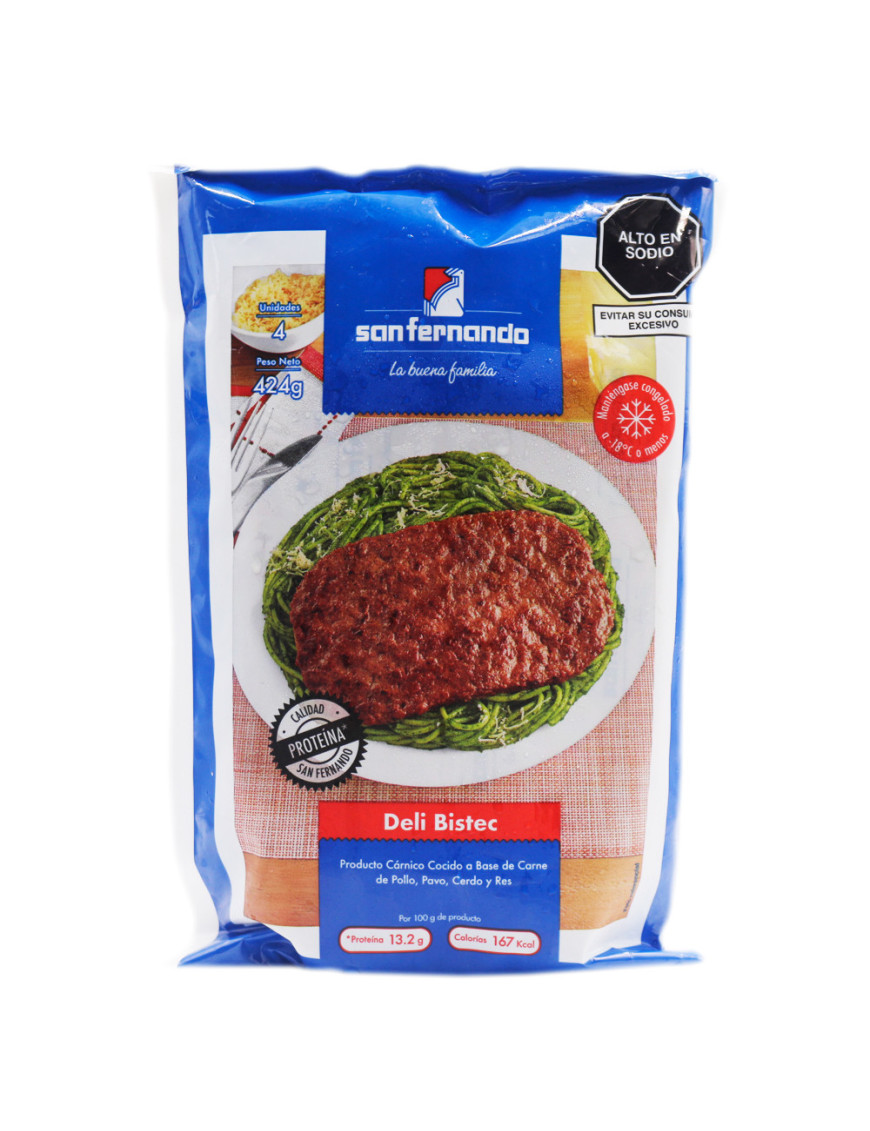 ALTO EN
SODIO
EVITAR SU CONSU
EXCESIVO
Unidades
4
Peso Neto
424g
sanfernando
La buena familia
Manténgase congelado
a -18°C o menos
CALIDAD
PROTEÍNA*
SAN FERNANDO
Deli Bistec
Producto Cárnico Cocido a Base de Carne
de Pollo, Pavo, Cerdo y Res
Por 100 g de producto
*Proteína 13.2 g
Calorías 167 Kcal